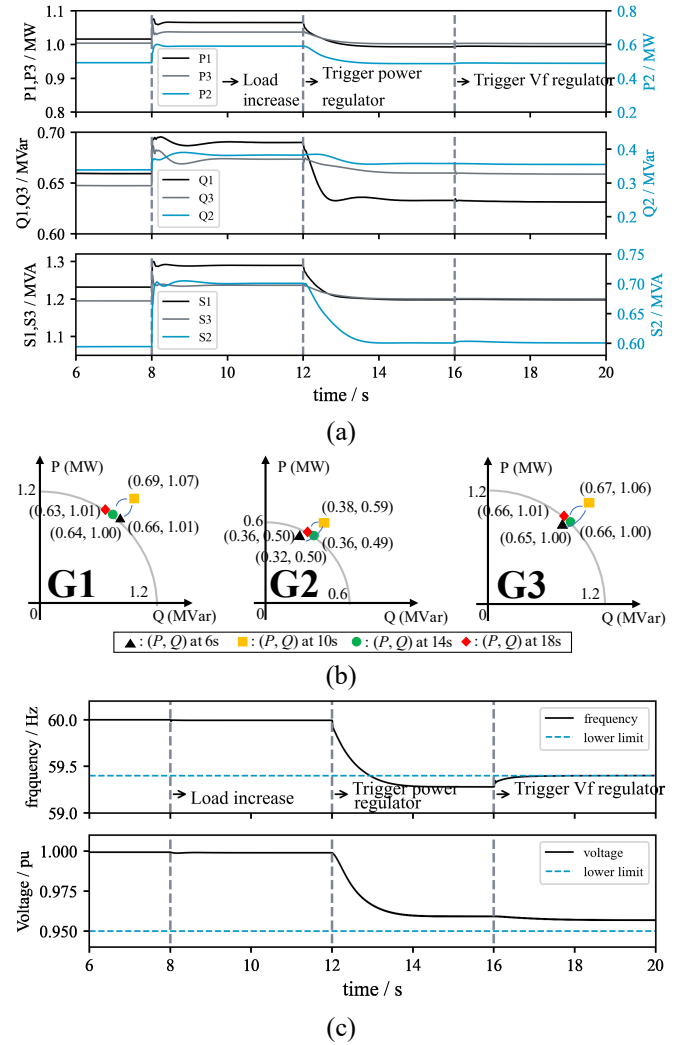 (a)
1.1
1.0
0.9
0.8
P1,P3 / MW
0.8
0.6
0.4
0.2
P2 / MW
P1
P3
P2
Load
increase
Trigger power
regulator
Trigger Vf regulator
0.70
0.65
0.60
Q1,Q3 / MVar
0.4
0.3
0.2
Q2 / MVar
Q1
Q3
Q2
1.3
1.2
1.1
S1,S3 / MVA
0.75
0.70
0.65
0.60
S2 / MVA
S1
S3
S2
6 8 10 12 14 16 18 20
time / s
(a)
(b)
P (MW)
1.2
(0.69, 1.07)
(0.63, 1.01)
(0.66, 1.01)
(0.64, 1.00)
G1
1.2
0
Q (MVar)
P (MW)
(0.38, 0.59)
0.6
(0.36, 0.50)
(0.36, 0.49)
(0.32, 0.50)
G2
0.6
0
Q (MVar)
P (MW)
1.2
(0.67, 1.06)
(0.66, 1.01)
(0.66, 1.00)
(0.65, 1.00)
G3
1.2
0
Q(MVar)
: (P, Q) at 6s : (P, Q) at 10s : (P, Q) at 14s : (P, Q) at 18s
(b)
60.0
59.5
59.0
frqquency / Hz
frequency
lower limit
Load increase
Trigger power
regulator
Trigger Vf regulator
1.000
0.975
0.950
Voltage / pu
voltage
lower limit
6 8 10 12 14 16 18 20
time / s
(c)